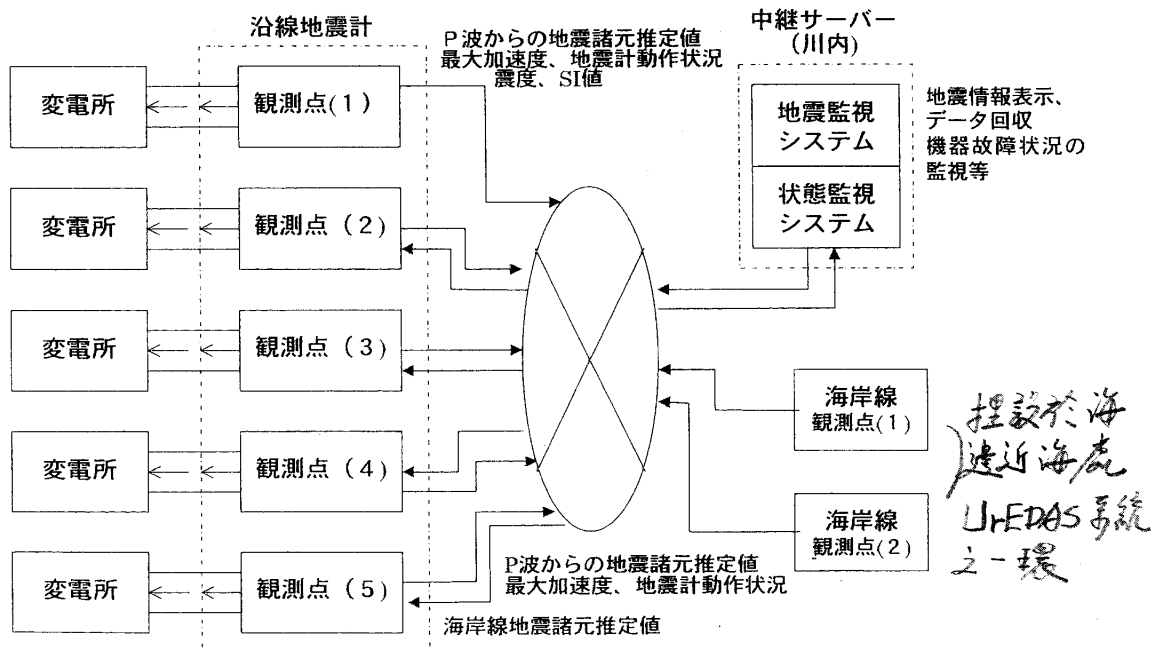 沿線地震計
P波からの地震諸元推定値
最大加速度、地震計動作状況
震度、SI値
中継サーバー
(川内)
変電所
観測点(1)
地震監視
システム
状態監視
システム
地震情報表示、
データ回収
機器故障状況の
監視等
変電所
観測点(2)
変電所
観測点(3)
海岸線
観測点(1)
変電所
観測点(4)
海岸線
観測点(2)
埋設於海
邊近海底
UrEDAS系統
之一環
変電所
観測点(5)
P波からの地震諸元推定値
最大加速度、地震計動作状況
海岸線地震諸元推定値